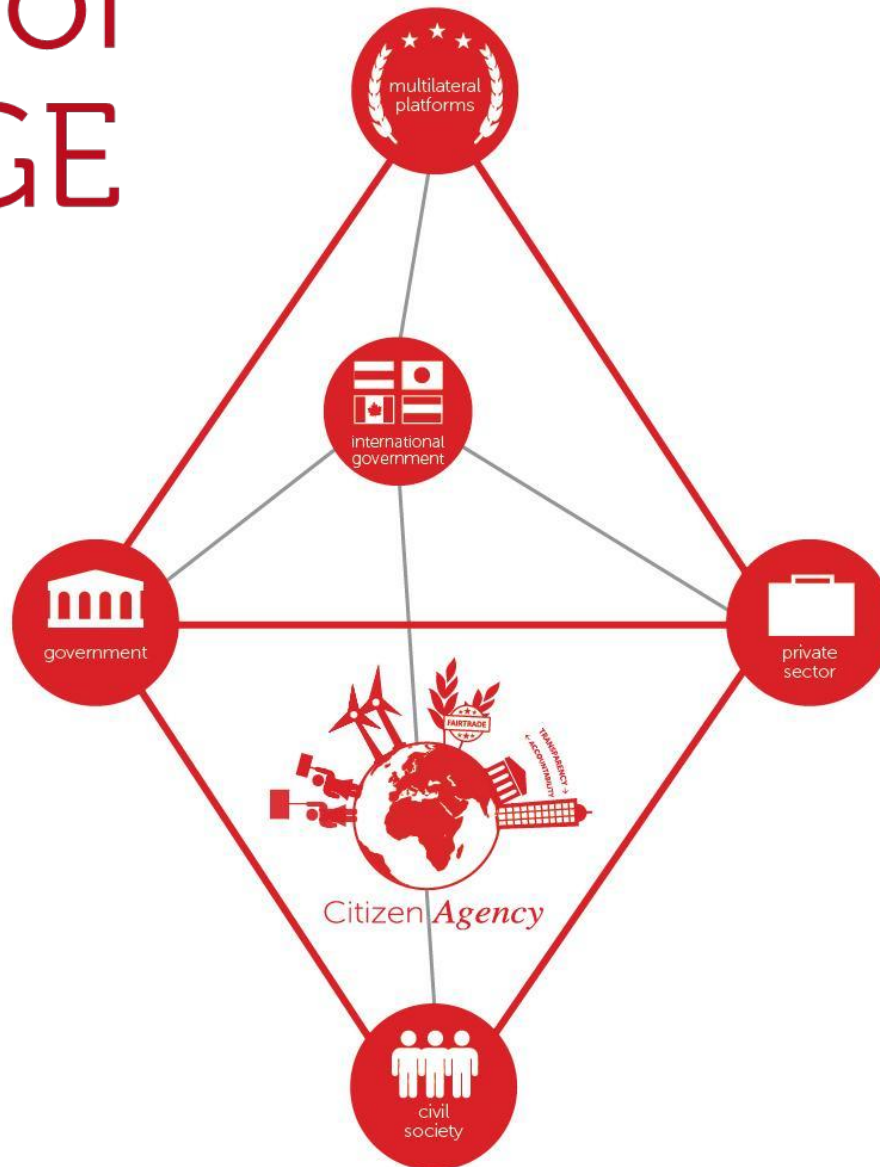 of
GE
multilateral
platforms
international
government
government
private
sector
FAIRTRADE
TRANSPARENCY →
← ACCOUNTABILITY
Citizen Agency
civil
society